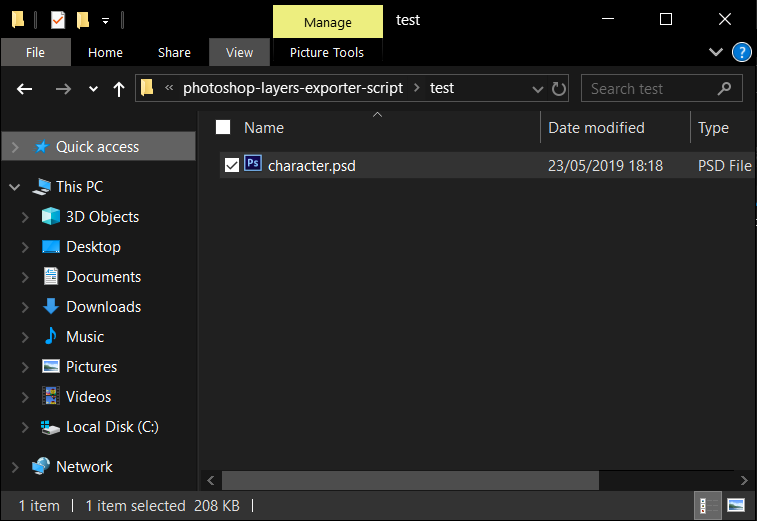 Manage
test
File
Home
Share
View
Picture Tools
?
« photoshop-layers-exporter-script > test
Search test
Name
Date modified
Type
Quick access
Ps
character.psd
23/05/2019 18:18
PSD File
This PC
3D Objects
Desktop
Documents
Downloads
Music
Pictures
Videos
Local Disk (C:)
Network
1 item
1 item selected 208 KB